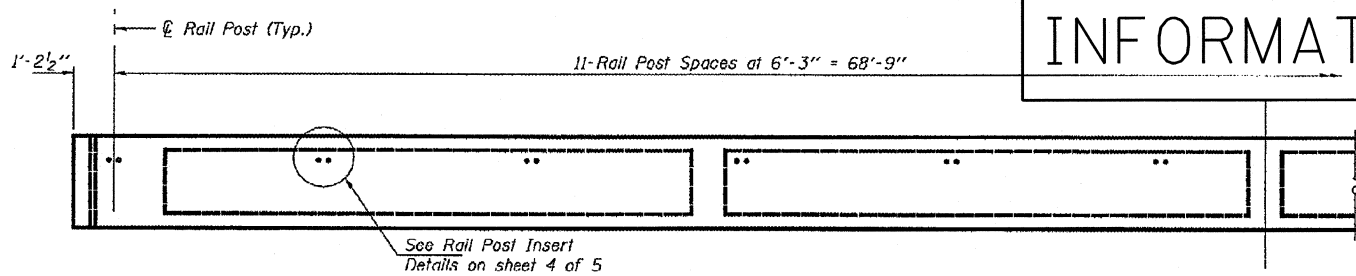 ℄ Rail Post (Typ.)
1'-2½"
11-Rail Post Spaces at 6'-3" = 68'-9"
INFORMAT
See Rail Post Insert
Details on sheet 4 of 5